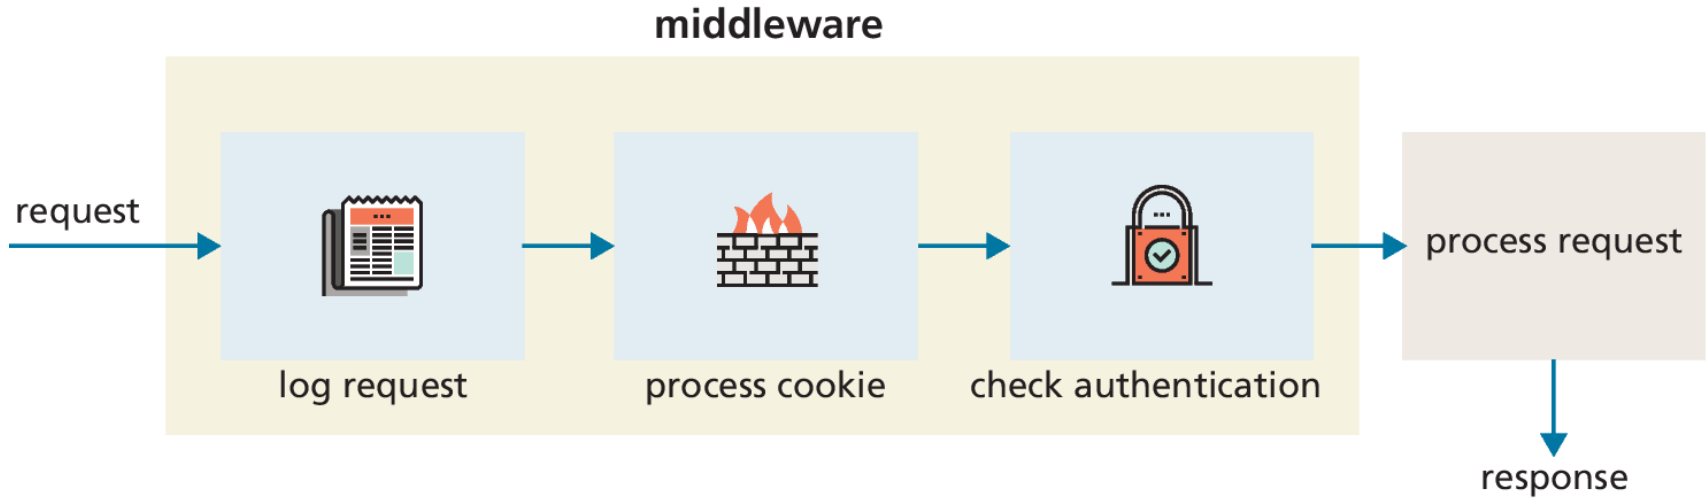 middleware
request
process request
log request
process cookie
check authentication
response